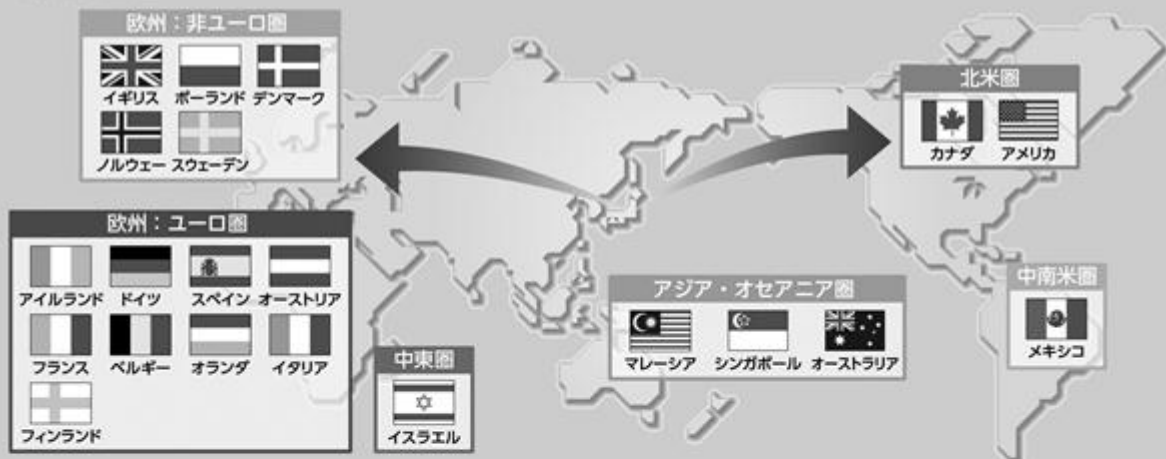 欧州：非ユーロ圏
イギリス ポーランド デンマーク
ノルウェー スウェーデン
北米圏
カナダ アメリカ
欧州：ユーロ圏
アイルランド ドイツ スペイン オーストリア
フランス ベルギー オランダ イタリア
フィンランド
中東圏
イスラエル
アジア・オセアニア圏
マレーシア シンガポール オーストラリア
中南米圏
メキシコ